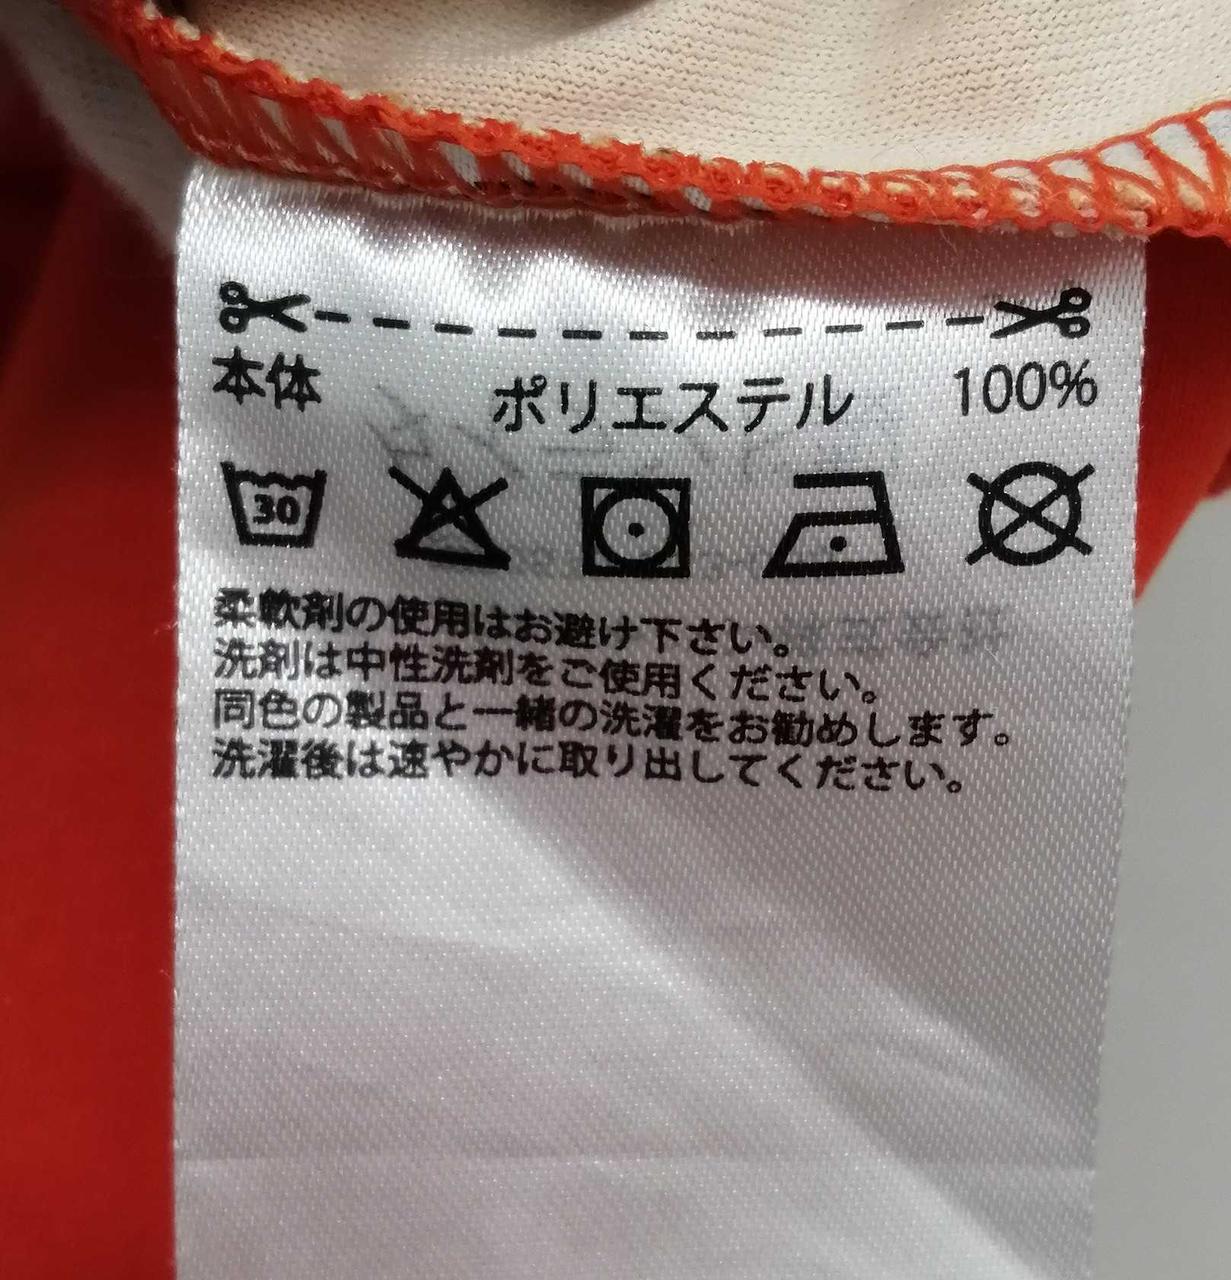 本体 ポリエステル 100%
30
柔軟剤の使用はお避け下さい。
洗剤は中性洗剤をご使用ください。
同色の製品と一緒の洗濯をお勧めします。
洗濯後は速やかに取り出してください。